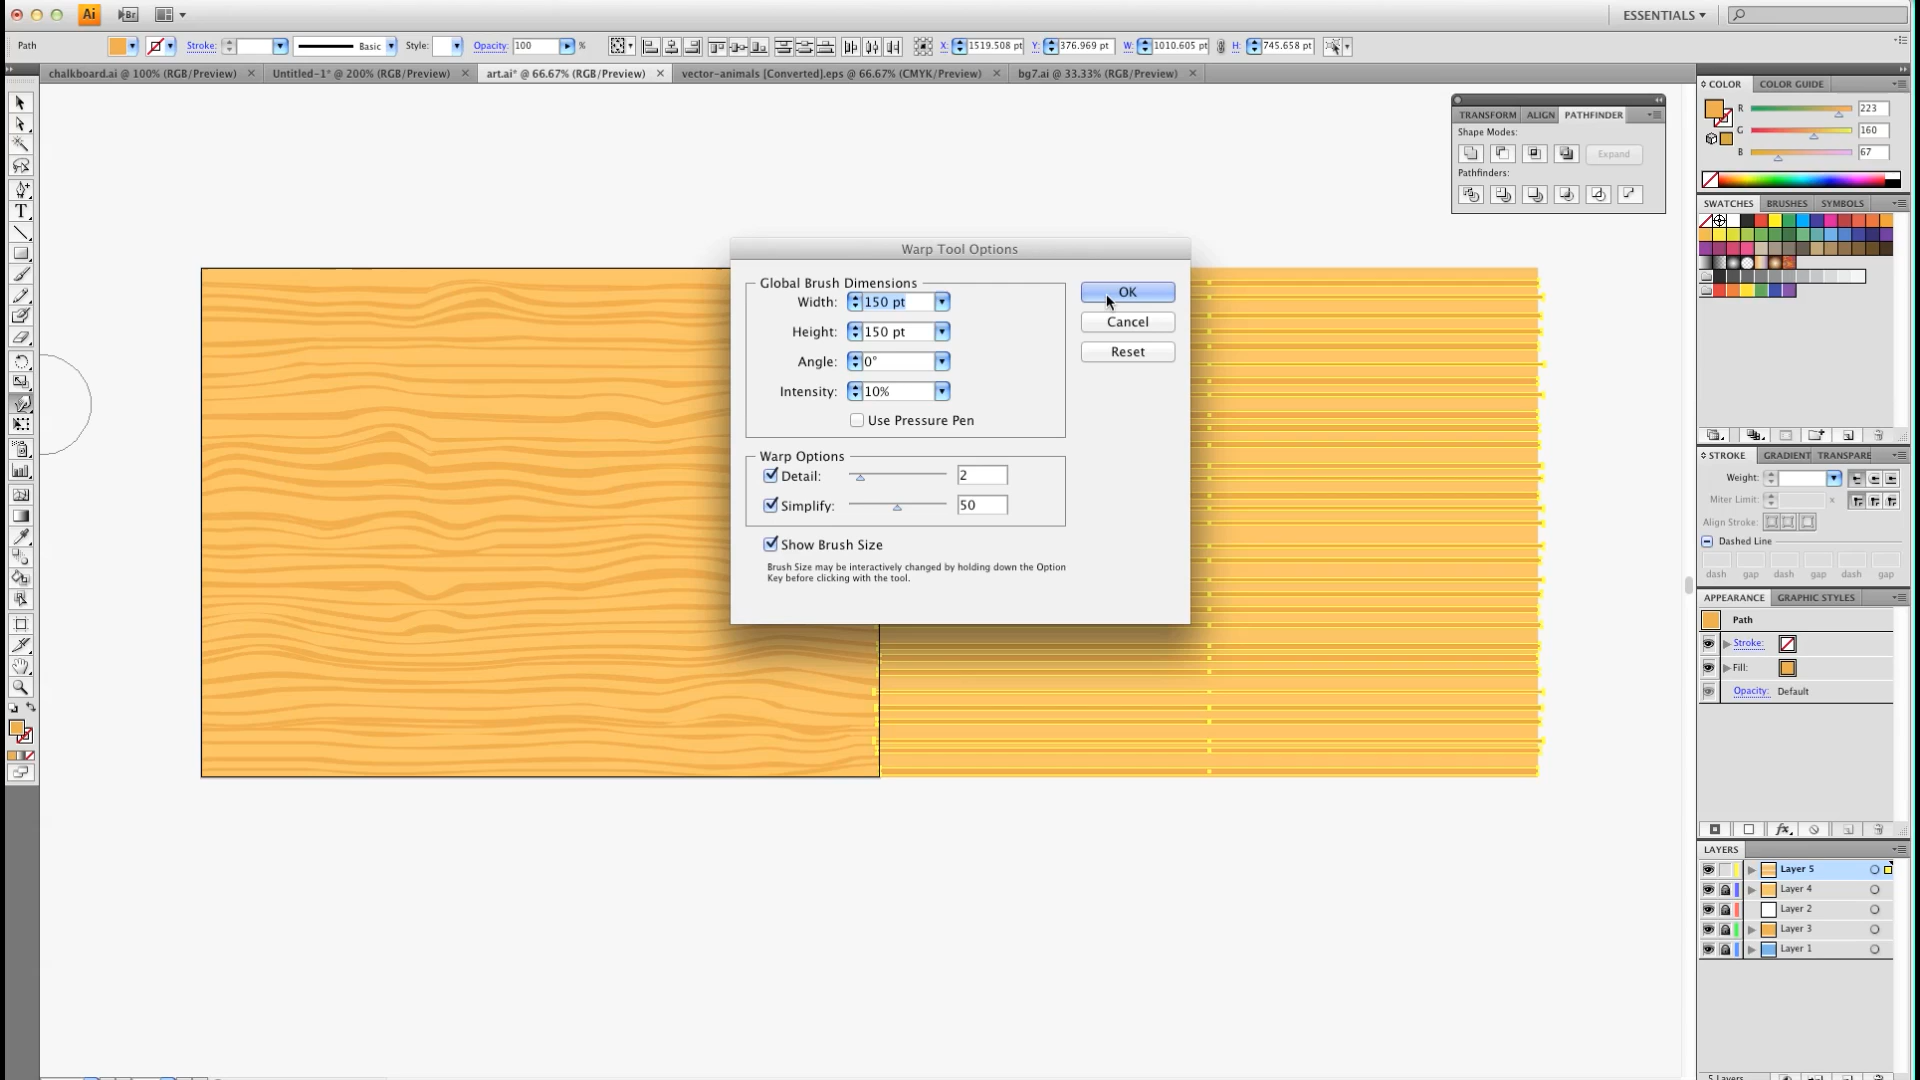 Ai Br ESSENTIALS
Path Stroke: Basic Style: Opacity: 100 % X: 1519.508 pt Y: 376.969 pt W: 1010.605 pt H: 745.658 pt
chalkboard.ai @ 100% (RGB/Preview) Untitled-1* @ 200% (RGB/Preview) art.ai* @ 66.67% (RGB/Preview) vector-animals [Converted].eps @ 66.67% (CMYK/Preview) bg7.ai @ 33.33% (RGB/Preview)
COLOR COLOR GUIDE
R 223
G 160
B 67
TRANSFORM ALIGN PATHFINDER
Shape Modes:
Expand
Pathfinders:
SWATCHES BRUSHES SYMBOLS
Warp Tool Options
Global Brush Dimensions
Width: 150 pt
Height: 150 pt
Angle: 0°
Intensity: 10%
Use Pressure Pen
OK
Cancel
Reset
Warp Options
Detail: 2
Simplify: 50
Show Brush Size
Brush Size may be interactively changed by holding down the Option
Key before clicking with the tool.
STROKE GRADIENT TRANSPARE
Weight:
Miter Limit: x
Align Stroke:
Dashed Line
dash gap dash gap dash gap
APPEARANCE GRAPHIC STYLES
Path
Stroke:
Fill:
Opacity: Default
fx
LAYERS
Layer 5
Layer 4
Layer 2
Layer 3
Layer 1
5 Layers